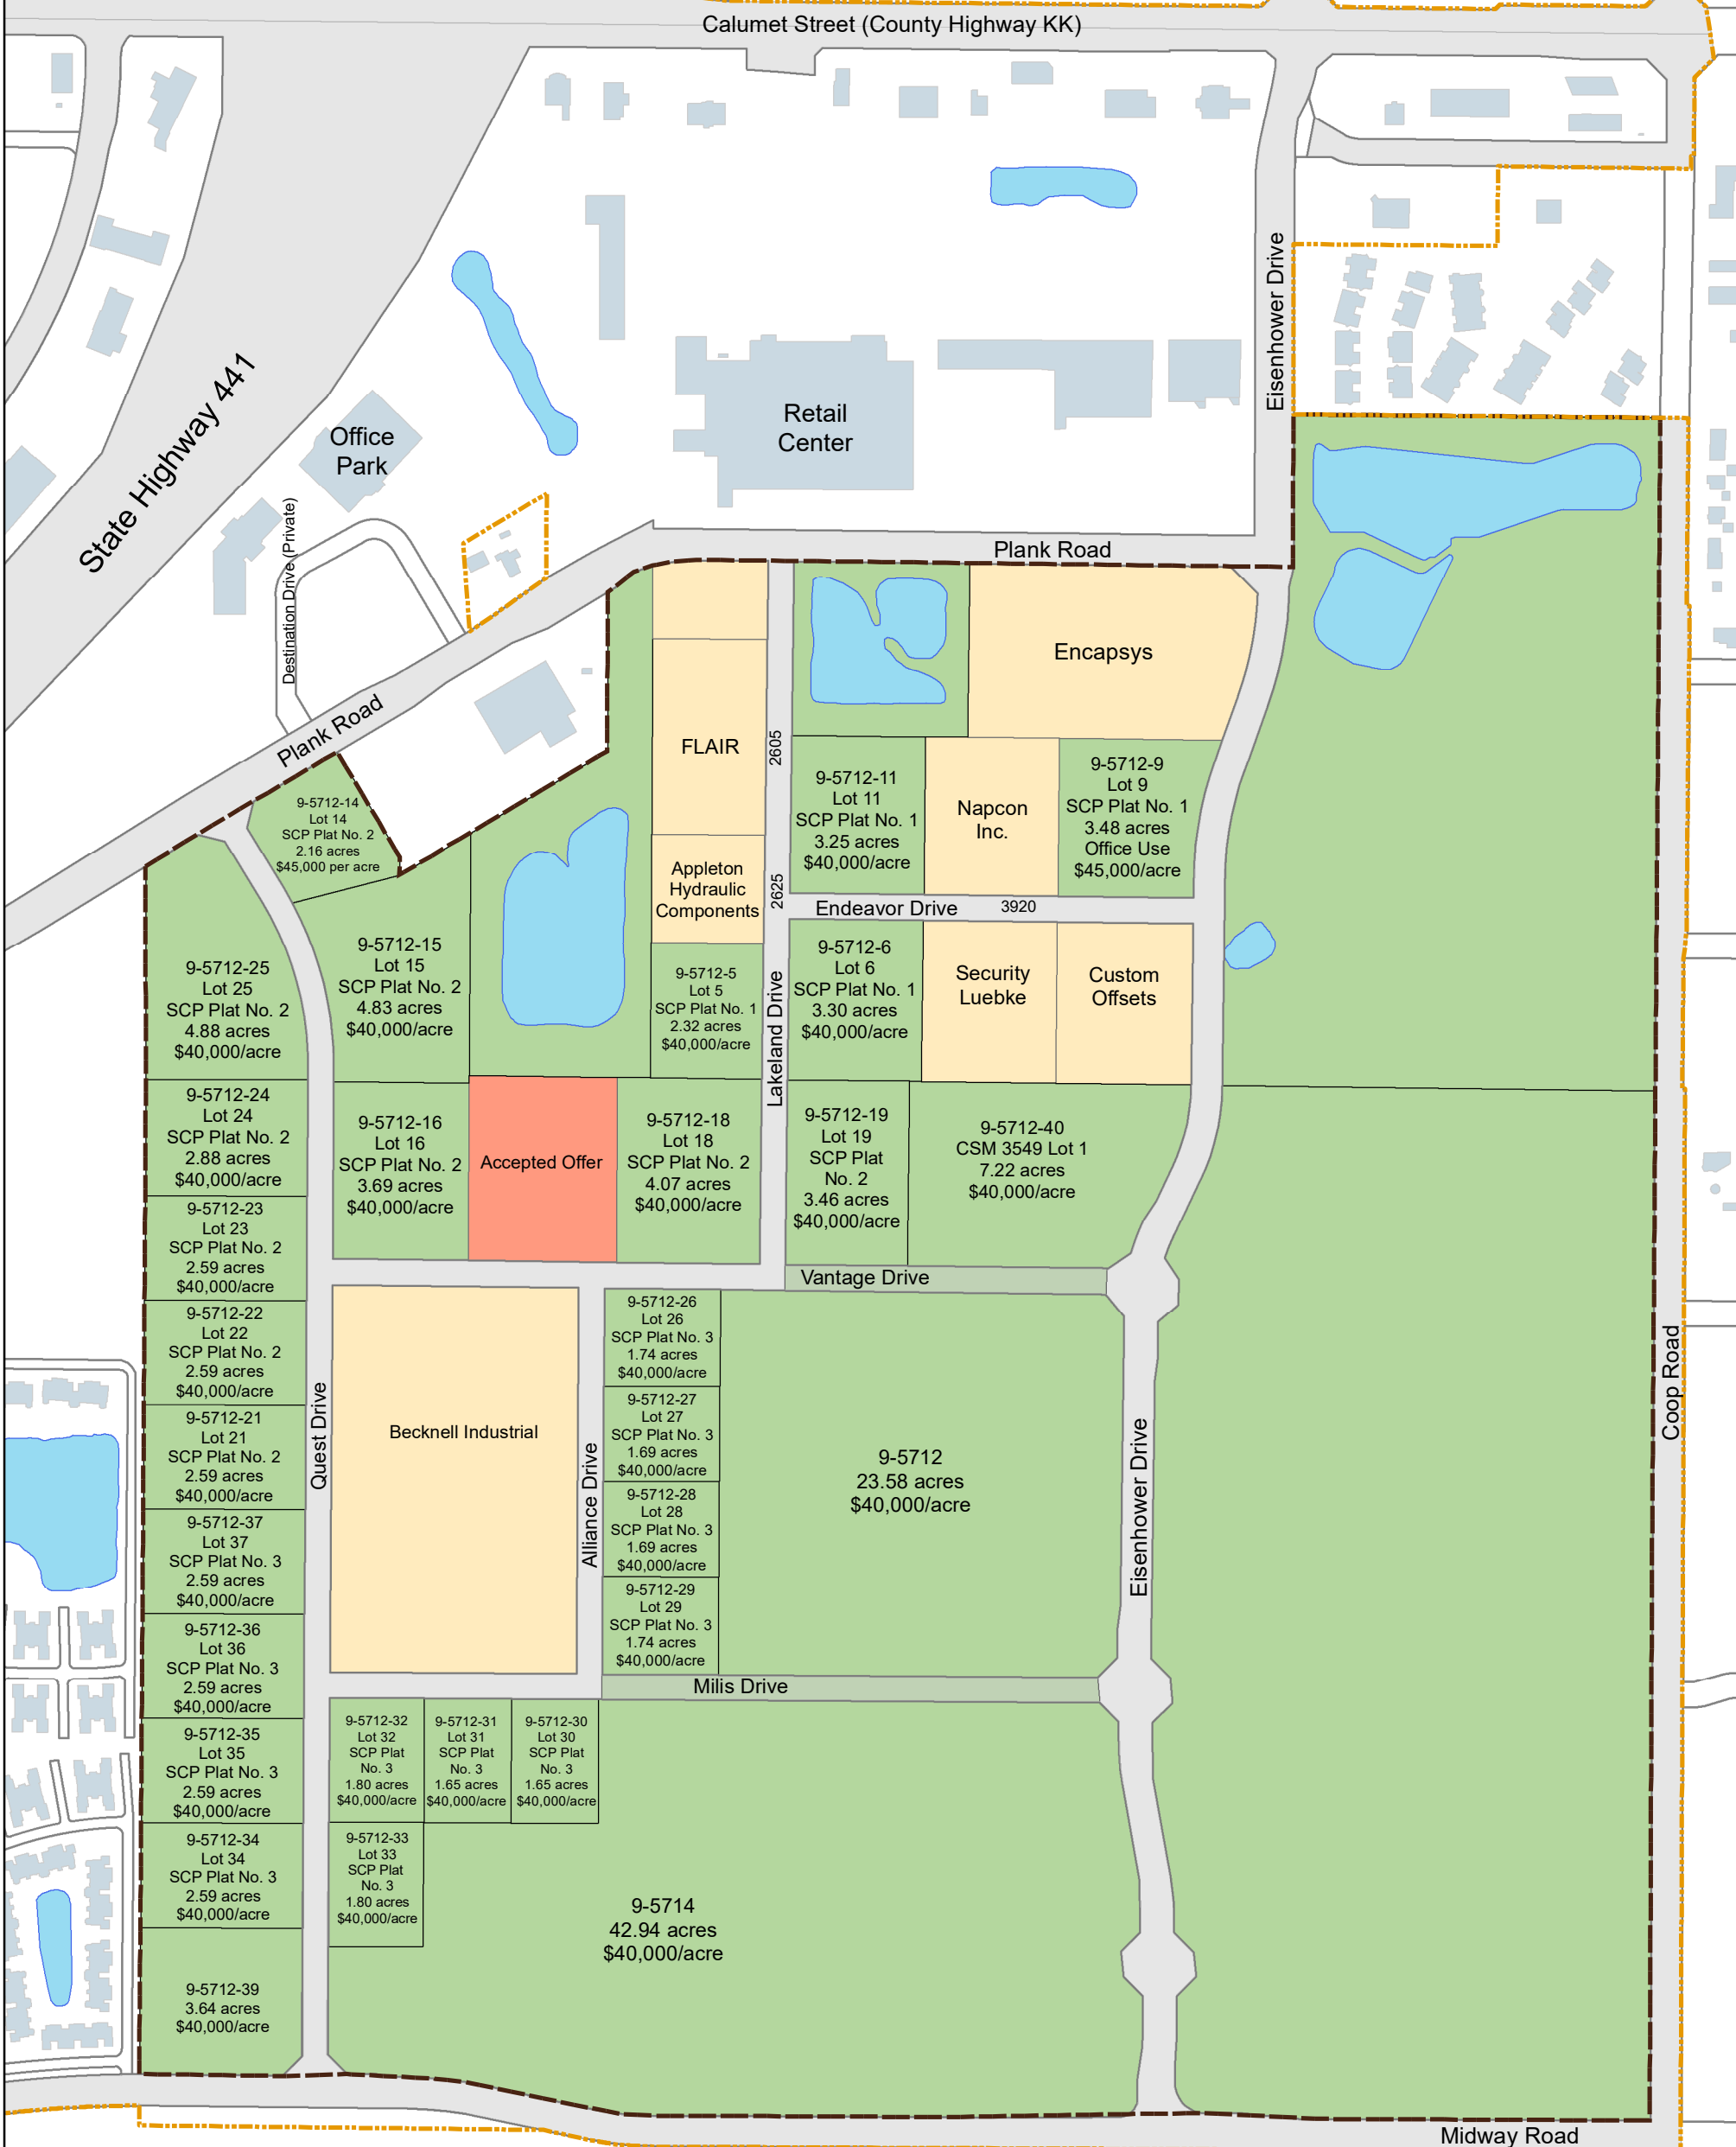 Calumet Street (County Highway KK)
State Highway 441
Office
Park
Retail
Center
Eisenhower Drive
Destination Drive (Private)
Plank Road
Plank Road
FLAIR
2605
Encapsys
9-5712-11
Lot 11
SCP Plat No. 1
3.25 acres
$40,000/acre
Napcon
Inc.
9-5712-9
Lot 9
SCP Plat No. 1
3.48 acres
Office Use
$45,000/acre
9-5712-14
Lot 14
SCP Plat No. 2
2.16 acres
$45,000 per acre
Appleton
Hydraulic
Components
2625
Endeavor Drive
3920
9-5712-25
Lot 25
SCP Plat No. 2
4.88 acres
$40,000/acre
9-5712-15
Lot 15
SCP Plat No. 2
4.83 acres
$40,000/acre
9-5712-5
Lot 5
SCP Plat No. 1
2.32 acres
$40,000/acre
Lakeland Drive
9-5712-6
Lot 6
SCP Plat No. 1
3.30 acres
$40,000/acre
Security
Luebke
Custom
Offsets
9-5712-24
Lot 24
SCP Plat No. 2
2.88 acres
$40,000/acre
9-5712-16
Lot 16
SCP Plat No. 2
3.69 acres
$40,000/acre
Accepted Offer
9-5712-18
Lot 18
SCP Plat No. 2
4.07 acres
$40,000/acre
9-5712-19
Lot 19
SCP Plat
No. 2
3.46 acres
$40,000/acre
9-5712-40
CSM 3549 Lot 1
7.22 acres
$40,000/acre
9-5712-23
Lot 23
SCP Plat No. 2
2.59 acres
$40,000/acre
Vantage Drive
9-5712-22
Lot 22
SCP Plat No. 2
2.59 acres
$40,000/acre
Quest Drive
Becknell Industrial
Alliance Drive
9-5712-26
Lot 26
SCP Plat No. 3
1.74 acres
$40,000/acre
9-5712-27
Lot 27
SCP Plat No. 3
1.69 acres
$40,000/acre
9-5712
23.58 acres
$40,000/acre
Eisenhower Drive
Coop Road
9-5712-21
Lot 21
SCP Plat No. 2
2.59 acres
$40,000/acre
9-5712-28
Lot 28
SCP Plat No. 3
1.69 acres
$40,000/acre
9-5712-37
Lot 37
SCP Plat No. 3
2.59 acres
$40,000/acre
9-5712-29
Lot 29
SCP Plat No. 3
1.74 acres
$40,000/acre
9-5712-36
Lot 36
SCP Plat No. 3
2.59 acres
$40,000/acre
Milis Drive
9-5712-35
Lot 35
SCP Plat No. 3
2.59 acres
$40,000/acre
9-5712-32
Lot 32
SCP Plat
No. 3
1.80 acres
$40,000/acre
9-5712-31
Lot 31
SCP Plat
No. 3
1.65 acres
$40,000/acre
9-5712-30
Lot 30
SCP Plat
No. 3
1.65 acres
$40,000/acre
9-5712-34
Lot 34
SCP Plat No. 3
2.59 acres
$40,000/acre
9-5712-33
Lot 33
SCP Plat
No. 3
1.80 acres
$40,000/acre
9-5714
42.94 acres
$40,000/acre
9-5712-39
3.64 acres
$40,000/acre
Midway Road